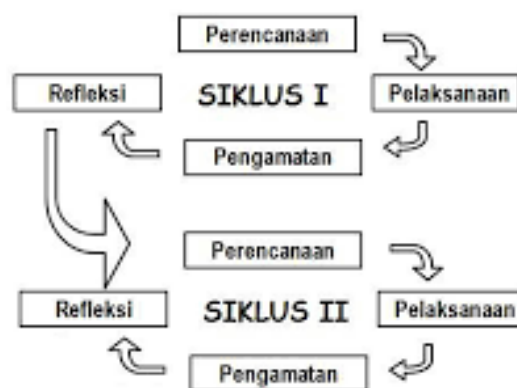 Perencanaan
Refleksi
SIKLUS I
Pelaksanaan
Pengamatan
Perencanaan
Refleksi
SIKLUS II
Pelaksanaan
Pengamatan